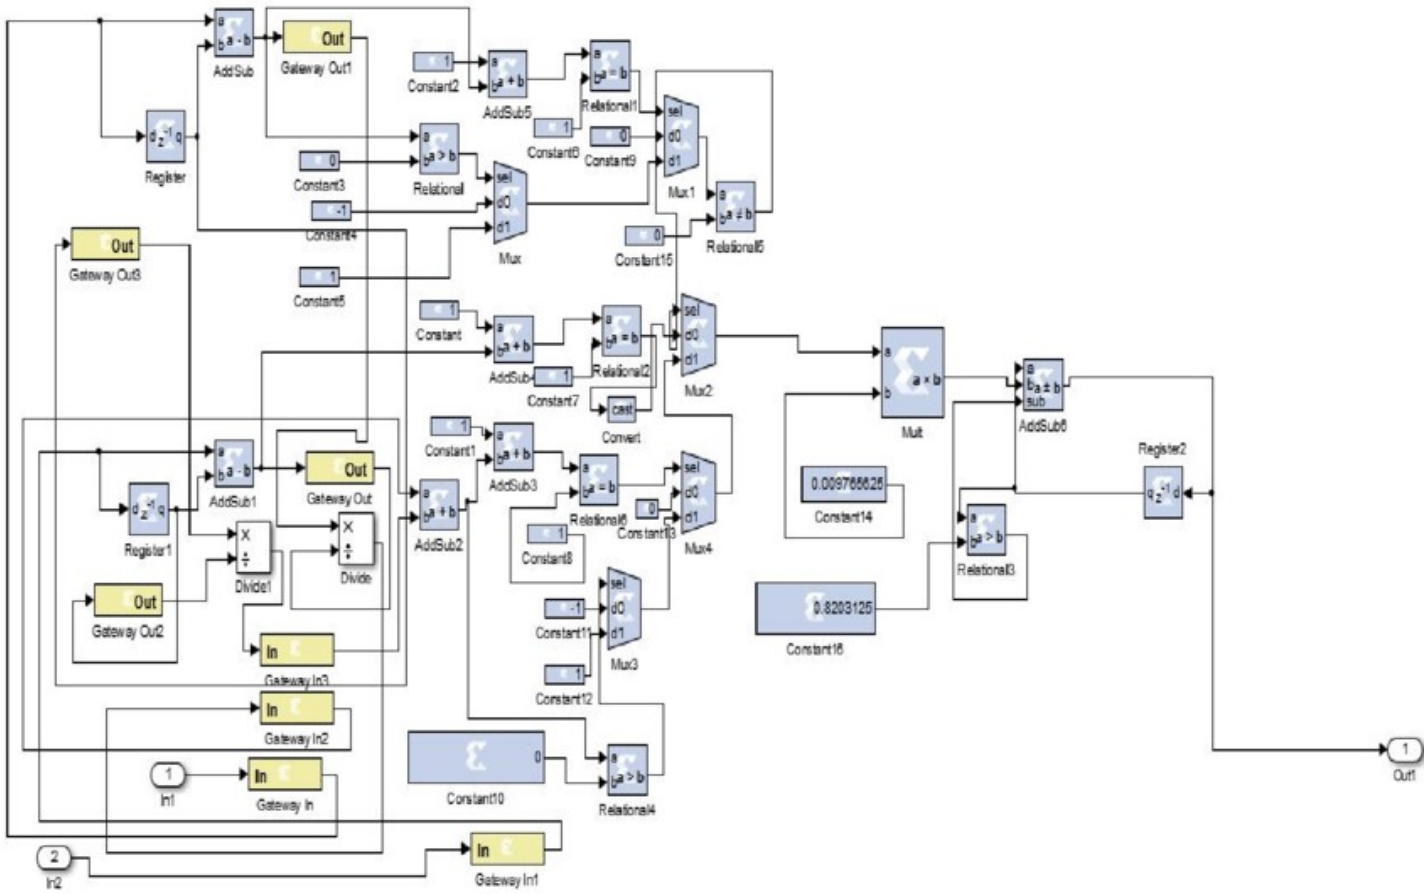 a
b a - b
AddSub
Out
Gateway Out1
1
Constant2
a
b a + b
AddSub5
a
b a = b
Relational1
1
Constant6
0
Constant9
sel
d0
d1
Mux1
d z-1 q
Register
0
Constant3
a
b a > b
Relational
-1
Constant4
1
Constant5
sel
d0
d1
Mux
0
Constant15
a
b a ≠ b
Relational5
Out
Gateway Out3
1
Constant
a
b a + b
AddSub
1
Constant7
a
b a = b
Relational2
cast
Convert
sel
d0
d1
Mux2
a
b
a × b
Mult
0.009765625
Constant14
a
b a ± b
sub
AddSub6
q z-1 d
Register2
a
b a > b
Relational3
0.8203125
Constant16
a
b a - b
AddSub1
Out
Gateway Out
d z-1 q
Register1
×
÷
Divide1
×
÷
Divide
a
b a + b
AddSub2
1
Constant1
a
b a + b
AddSub3
a
b a = b
Relational6
1
Constant8
0
Constant13
sel
d0
d1
Mux4
Out
Gateway Out2
In
Gateway In3
In
Gateway In2
1
In1
In
Gateway In
-1
Constant11
1
Constant12
sel
d0
d1
Mux3
0
Constant10
a
b a > b
Relational4
1
Out1
2
In2
In
Gateway In1